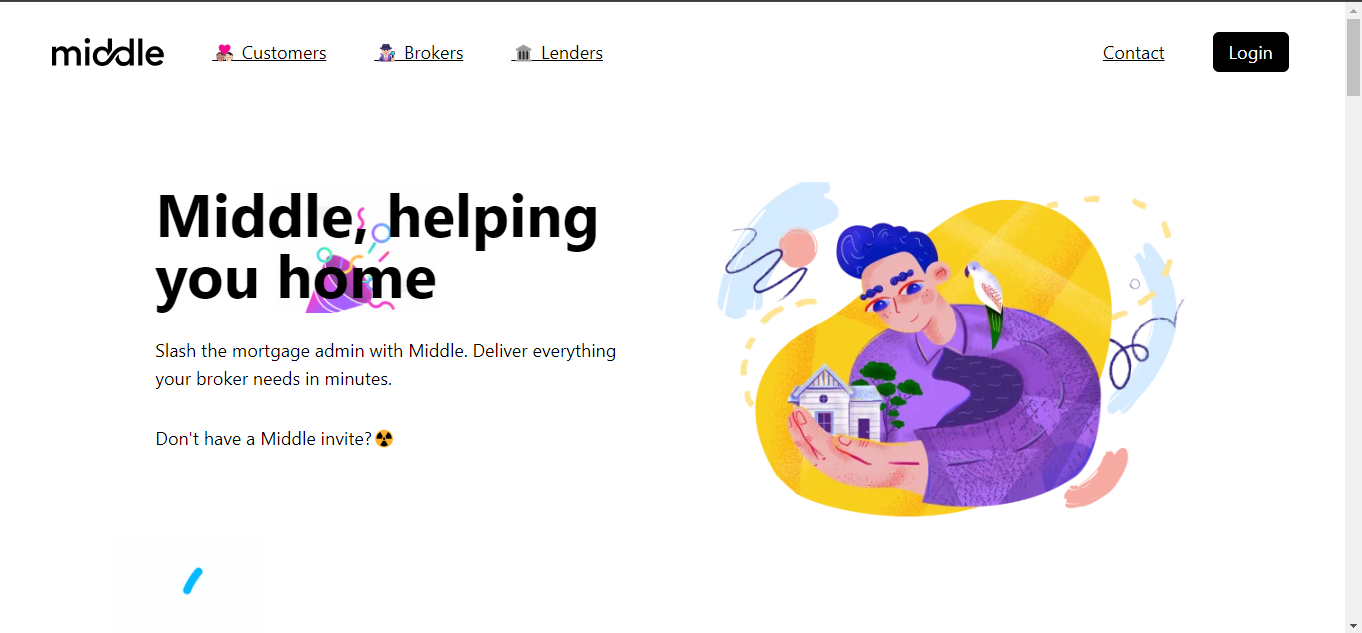 middle
Customers
Brokers
Lenders
Contact
Login
Middle, helping
you home
Slash the mortgage admin with Middle. Deliver everything
your broker needs in minutes.
Don't have a Middle invite?